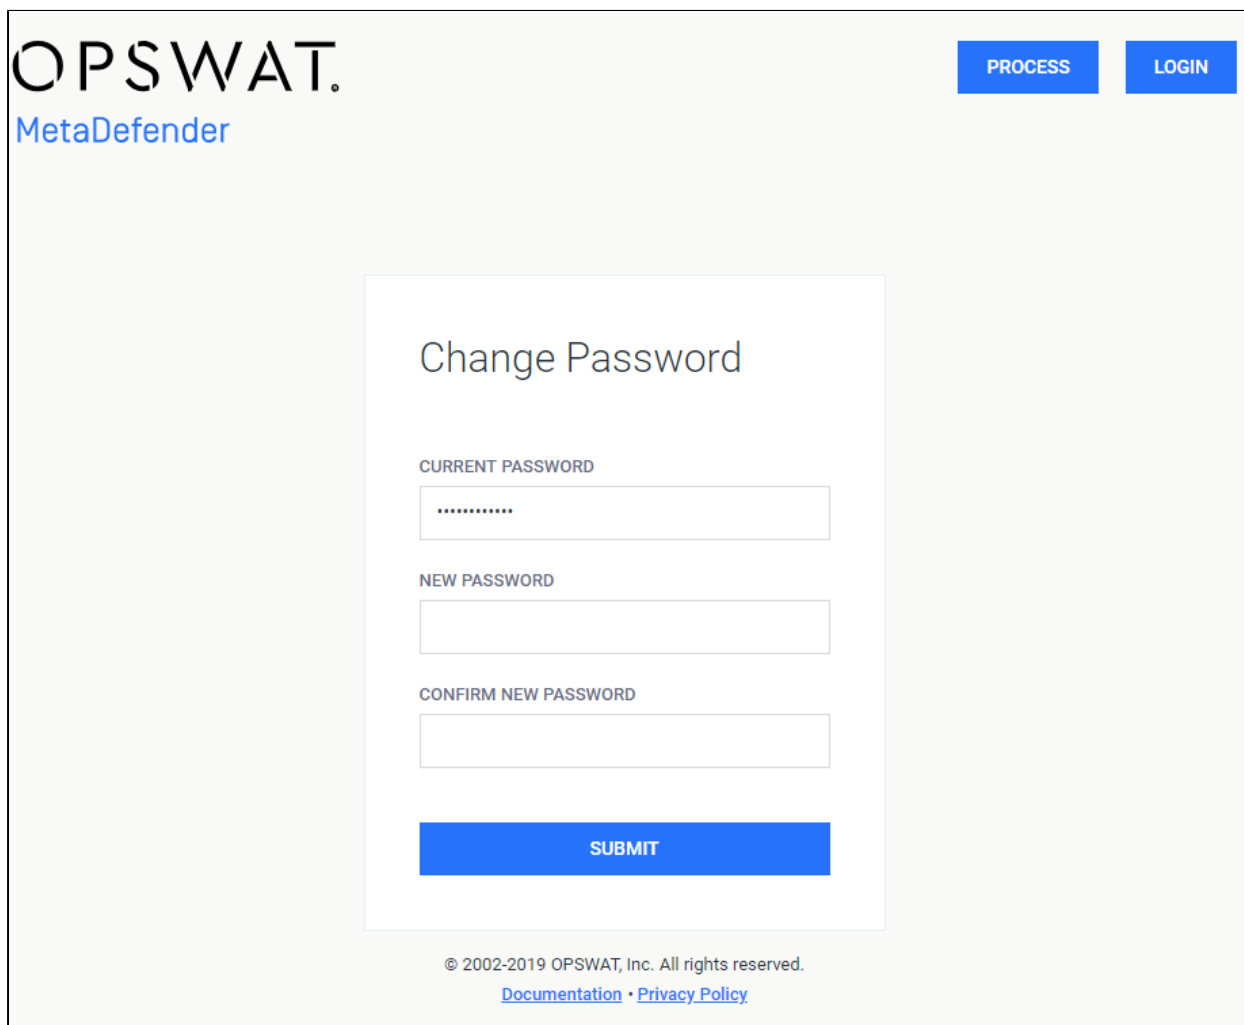 OPSWAT.
MetaDefender
PROCESS
LOGIN
Change Password
CURRENT PASSWORD
••••••••••••
NEW PASSWORD
CONFIRM NEW PASSWORD
SUBMIT
© 2002-2019 OPSWAT, Inc. All rights reserved.
Documentation • Privacy Policy